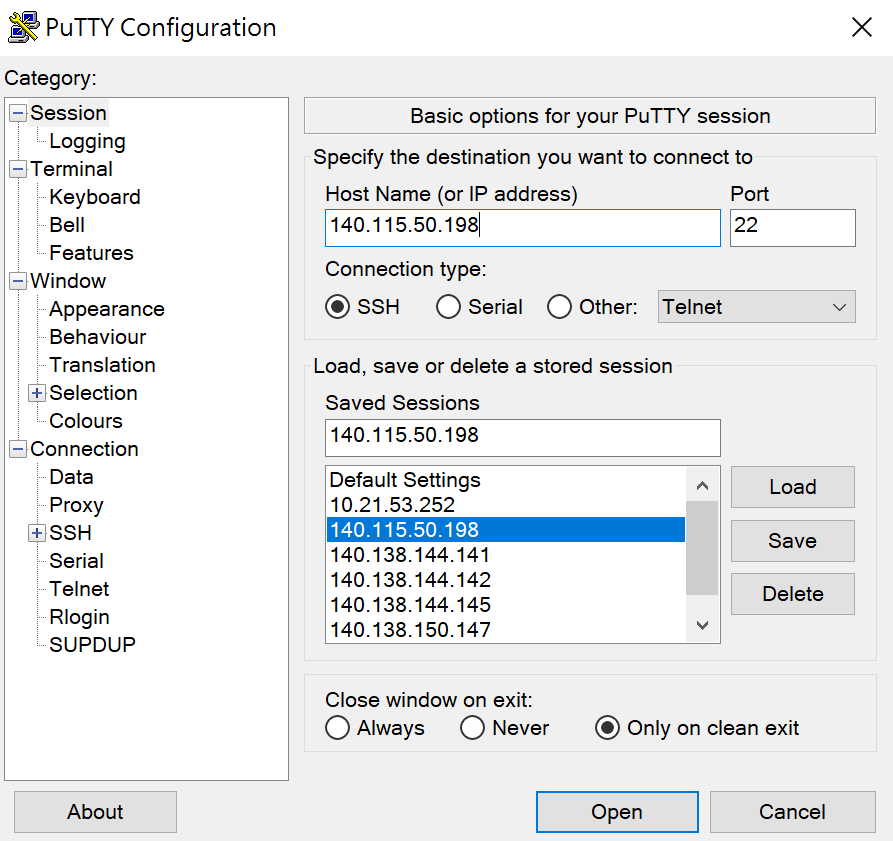 PuTTY Configuration
Category:
Session
Logging
Terminal
Keyboard
Bell
Features
Window
Appearance
Behaviour
Translation
Selection
Colours
Connection
Data
Proxy
SSH
Serial
Telnet
Rlogin
SUPDUP
Basic options for your PuTTY session
Specify the destination you want to connect to
Host Name (or IP address) Port
140.115.50.198 22
Connection type:
SSH Serial Other: Telnet
Load, save or delete a stored session
Saved Sessions
140.115.50.198
Default Settings
10.21.53.252
140.115.50.198
140.138.144.141
140.138.144.142
140.138.144.145
140.138.150.147
Load
Save
Delete
Close window on exit:
Always Never Only on clean exit
About Open Cancel